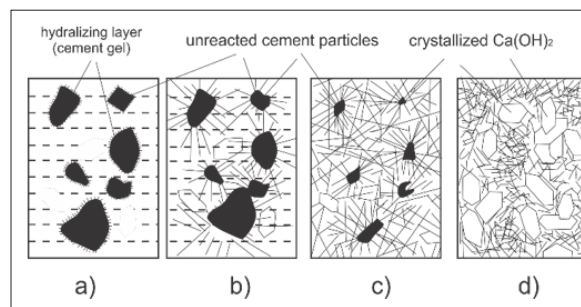 hydralizing layer
(cement gel)
unreacted cement particles
crystallized Ca(OH)₂
a)
b)
c)
d)